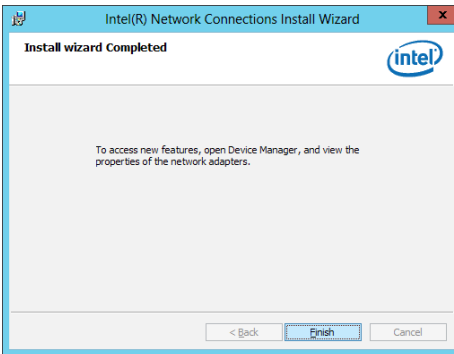 Intel(R) Network Connections Install Wizard
x
Install wizard Completed
intel
To access new features, open Device Manager, and view the
properties of the network adapters.
< Back
Finish
Cancel